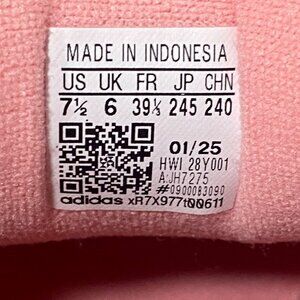 MADE IN INDONESIA
US UK FR JP CHN
7½ 6 39⅓ 245 240
01/25
HWI 28Y001
A:JH7275
#0900083090
adidas xR7X977t00611